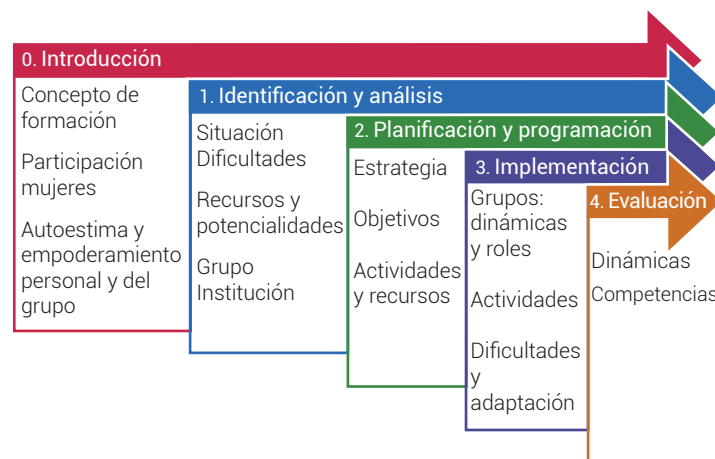 0. Introducción
Concepto de
formación
Participación
mujeres
Autoestima y
empoderamiento
personal y del
grupo
1. Identificación y análisis
Situación
Dificultades
Recursos y
potencialidades
Grupo
Institución
2. Planificación y programación
Estrategia
Objetivos
Actividades
y recursos
3. Implementación
Grupos:
dinámicas
y roles
Actividades
Dificultades
y
adaptación
4. Evaluación
Dinámicas
Competencias